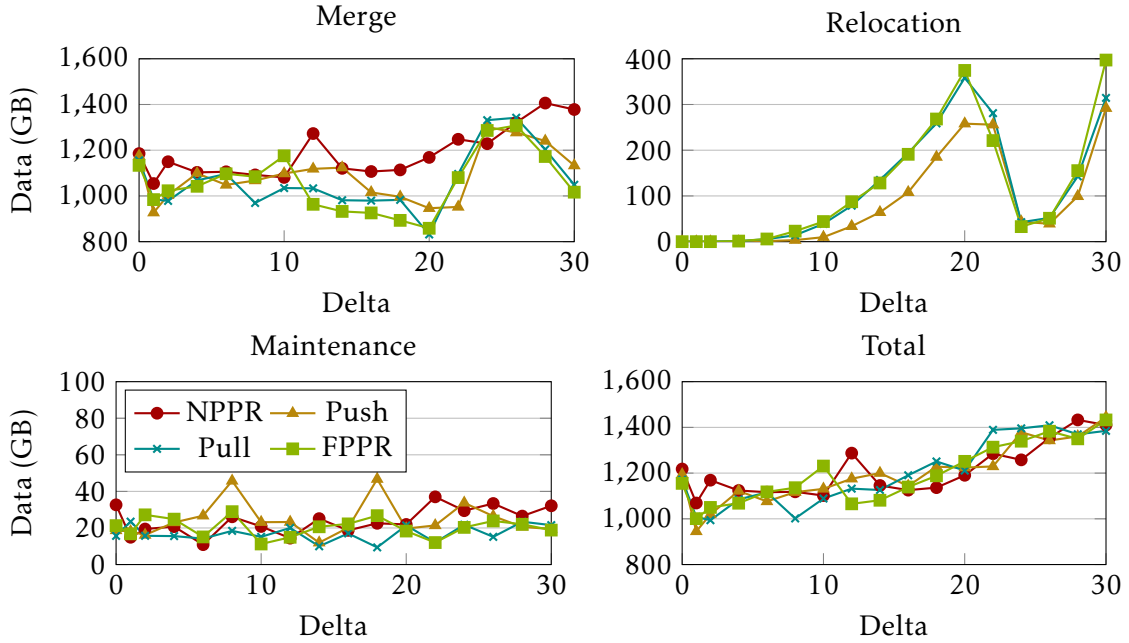 Merge
Relocation
Data (GB)
1,600
1,400
1,200
1,000
800
0 10 20 30
Delta
400
300
200
100
0
0 10 20 30
Delta
Maintenance
Total
Data (GB)
100
80
60
40
20
0
NPPR Push
Pull FPPR
0 10 20 30
Delta
1,600
1,400
1,200
1,000
800
0 10 20 30
Delta